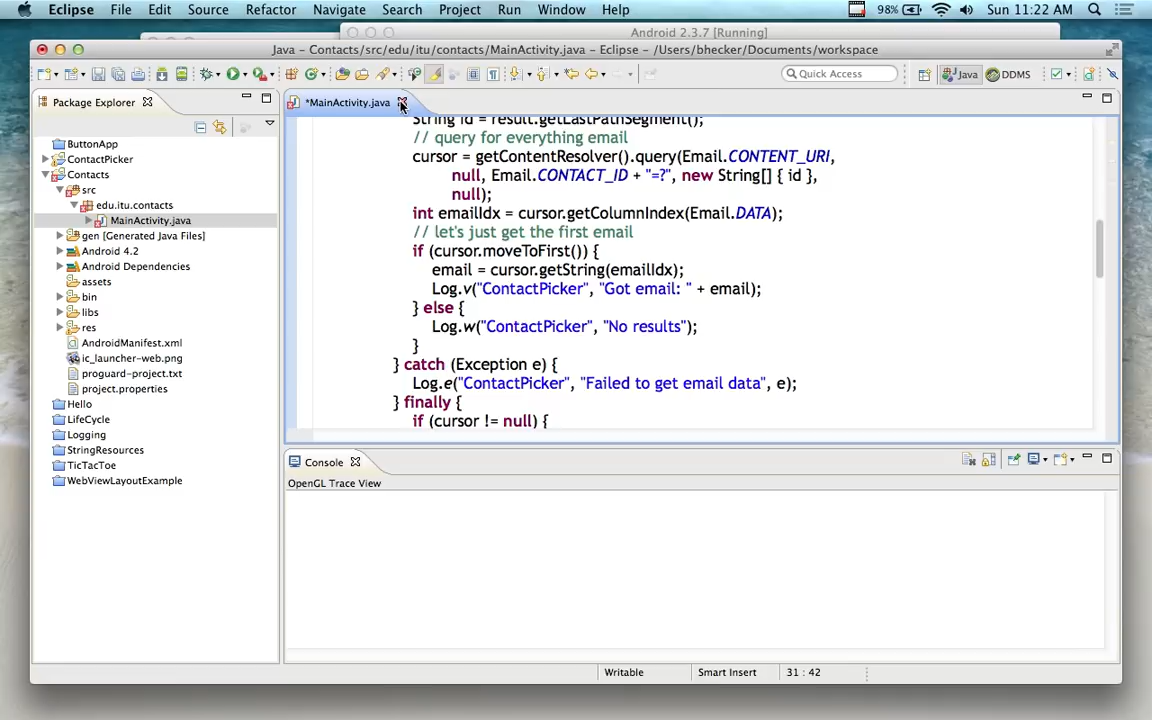 Eclipse File Edit Source Refactor Navigate Search Project Run Window Help 98% Sun 11:22 AM
Android 2.3.7 [Running]
Java – Contacts/src/edu/itu/contacts/MainActivity.java – Eclipse – /Users/bhecker/Documents/workspace
Quick Access Java DDMS
Package Explorer
ButtonApp
ContactPicker
Contacts
src
edu.itu.contacts
MainActivity.java
gen [Generated Java Files]
Android 4.2
Android Dependencies
assets
bin
libs
res
AndroidManifest.xml
ic_launcher-web.png
proguard-project.txt
project.properties
Hello
LifeCycle
Logging
StringResources
TicTacToe
WebViewLayoutExample
*MainActivity.java
String id = result.getLastPathSegment();
// query for everything email
cursor = getContentResolver().query(Email.CONTENT_URI,
null, Email.CONTACT_ID + "=?", new String[] { id },
null);
int emailIdx = cursor.getColumnIndex(Email.DATA);
// let's just get the first email
if (cursor.moveToFirst()) {
email = cursor.getString(emailIdx);
Log.v("ContactPicker", "Got email: " + email);
} else {
Log.w("ContactPicker", "No results");
}
} catch (Exception e) {
Log.e("ContactPicker", "Failed to get email data", e);
} finally {
if (cursor != null) {
Console
OpenGL Trace View
Writable Smart Insert 31 : 42